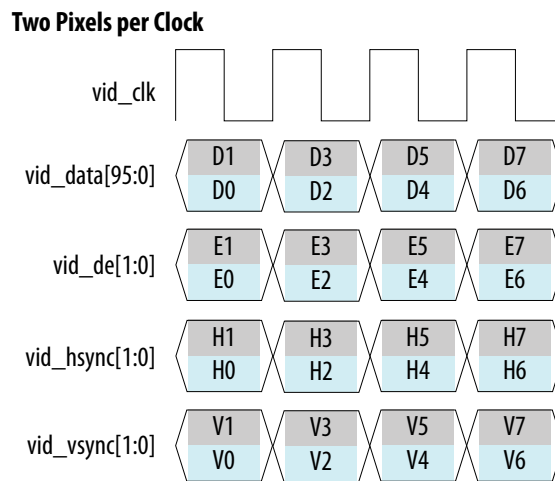 Two Pixels per Clock
vid_clk
vid_data[95:0]
D1 D3 D5 D7
D0 D2 D4 D6
vid_de[1:0]
E1 E3 E5 E7
E0 E2 E4 E6
vid_hsync[1:0]
H1 H3 H5 H7
H0 H2 H4 H6
vid_vsync[1:0]
V1 V3 V5 V7
V0 V2 V4 V6